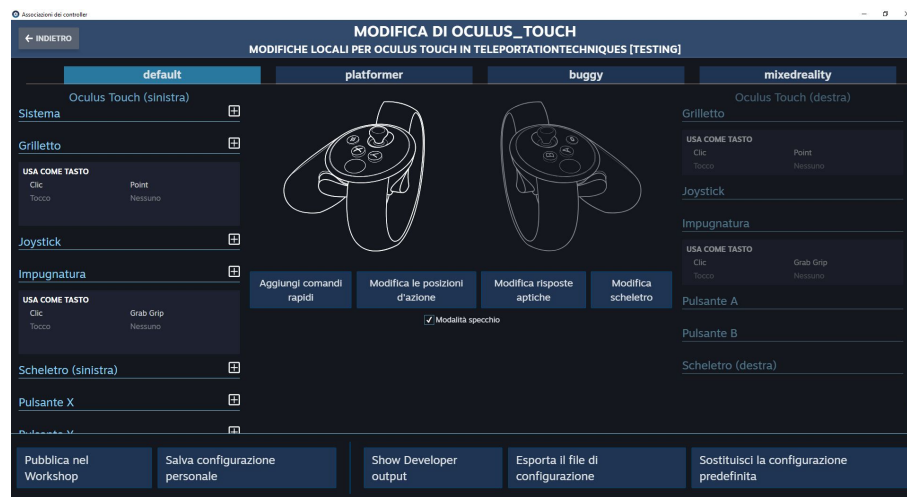 Associazioni dei controller
← INDIETRO
MODIFICA DI OCULUS_TOUCH
MODIFICHE LOCALI PER OCULUS TOUCH IN TELEPORTATIONTECHNIQUES [TESTING]
default
platformer
buggy
mixedreality
Oculus Touch (sinistra)
Sistema
Grilletto
USA COME TASTO
Clic Point
Tocco Nessuno
Joystick
Impugnatura
USA COME TASTO
Clic Grab Grip
Tocco Nessuno
Scheletro (sinistra)
Pulsante X
Pulsante Y
Aggiungi comandi
rapidi
Modifica le posizioni
d'azione
Modifica risposte
aptiche
Modifica
scheletro
Modalità specchio
Oculus Touch (destra)
Grilletto
USA COME TASTO
Clic Point
Tocco Nessuno
Joystick
Impugnatura
USA COME TASTO
Clic Grab Grip
Tocco Nessuno
Pulsante A
Pulsante B
Scheletro (destra)
Pubblica nel
Workshop
Salva configurazione
personale
Show Developer
output
Esporta il file di
configurazione
Sostituisci la configurazione
predefinita